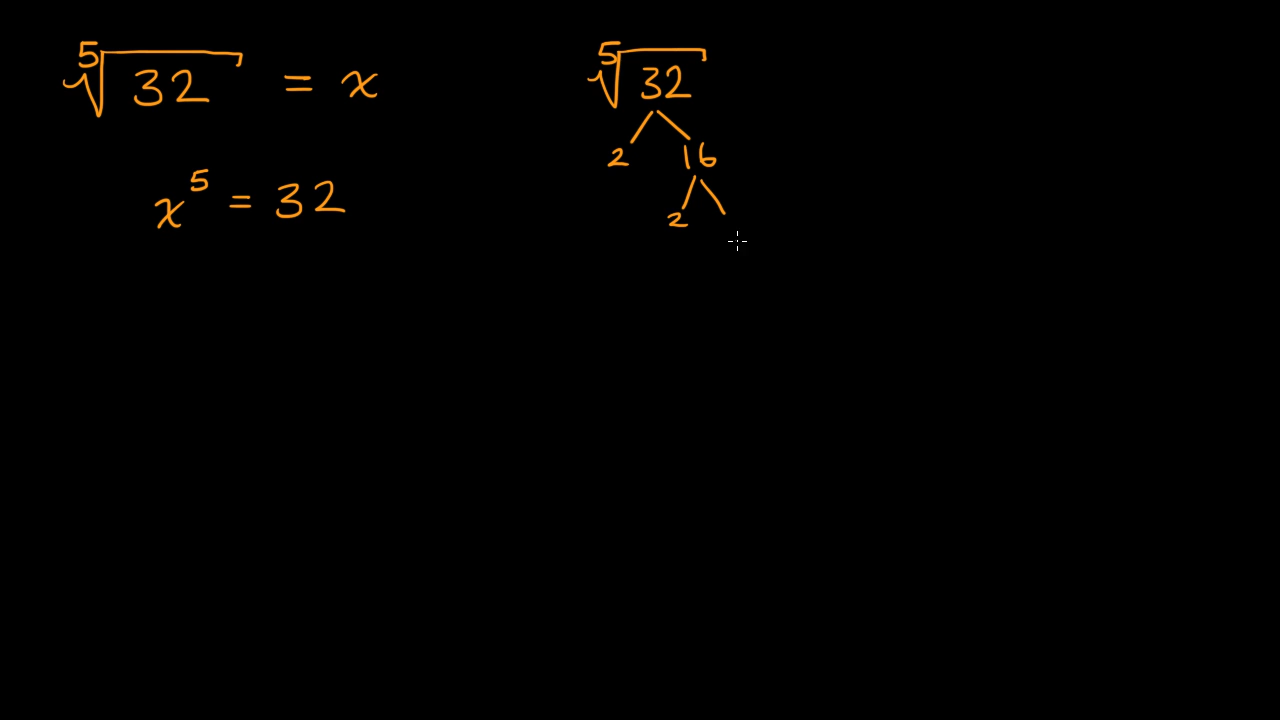 ⁵√32 = x
x⁵ = 32
⁵√32
2 16
2